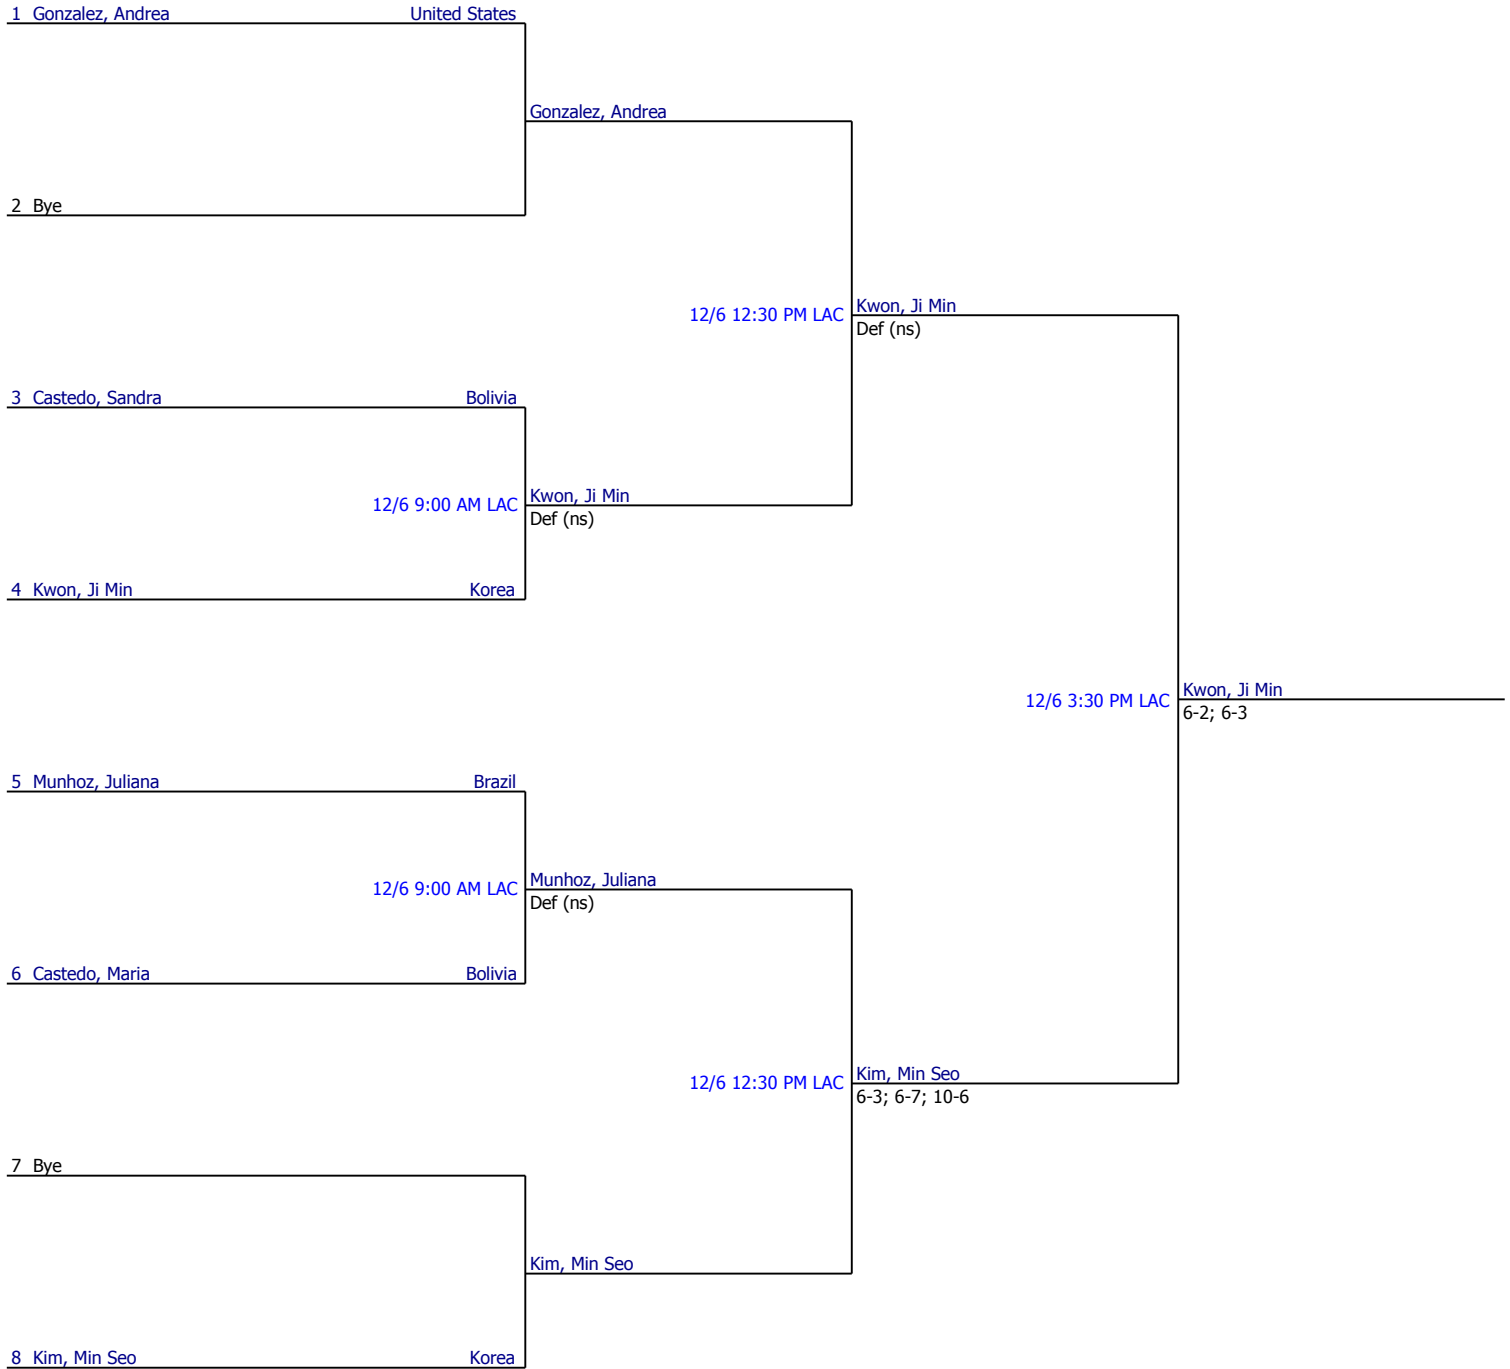 1 Gonzalez, Andrea United States
Gonzalez, Andrea
2 Bye
12/6 12:30 PM LAC Kwon, Ji Min
Def (ns)
3 Castedo, Sandra Bolivia
12/6 9:00 AM LAC Kwon, Ji Min
Def (ns)
4 Kwon, Ji Min Korea
12/6 3:30 PM LAC Kwon, Ji Min
6-2; 6-3
5 Munhoz, Juliana Brazil
12/6 9:00 AM LAC Munhoz, Juliana
Def (ns)
6 Castedo, Maria Bolivia
12/6 12:30 PM LAC Kim, Min Seo
6-3; 6-7; 10-6
7 Bye
Kim, Min Seo
8 Kim, Min Seo Korea